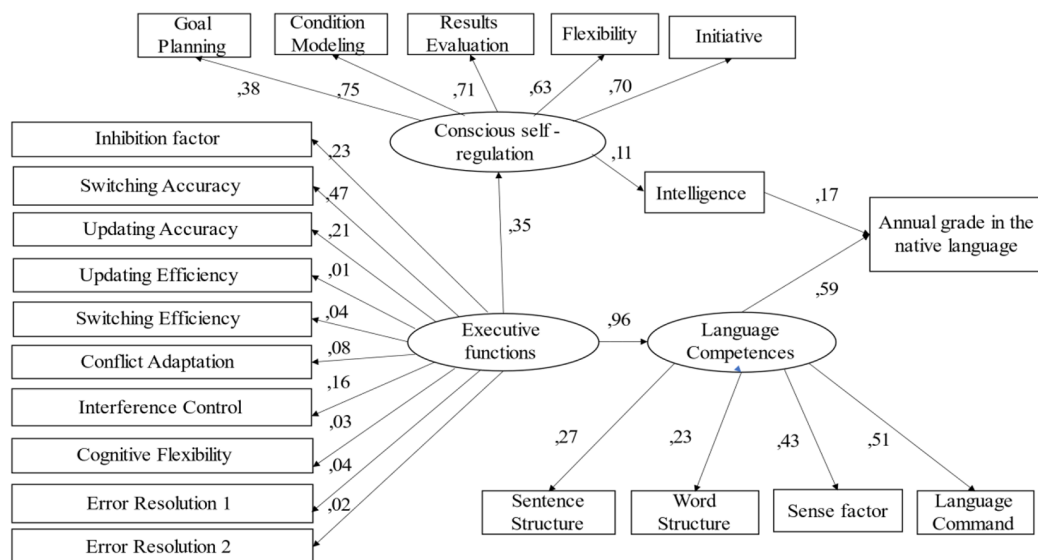 Goal
Planning
Condition
Modeling
Results
Evaluation
Flexibility
Initiative
,38
,75
,71
,63
,70
Conscious self -
regulation
Inhibition factor
,23
,11
Switching Accuracy
,47
Intelligence
,17
Updating Accuracy
,21
,35
Annual grade in the
native language
Updating Efficiency
,01
,59
Switching Efficiency
,04
Executive
functions
,96
Language
Competences
Conflict Adaptation
,08
,16
Interference Control
,03
Cognitive Flexibility
,04
,27
,23
,43
,51
Error Resolution 1
,02
Sentence
Structure
Word
Structure
Sense factor
Language
Command
Error Resolution 2